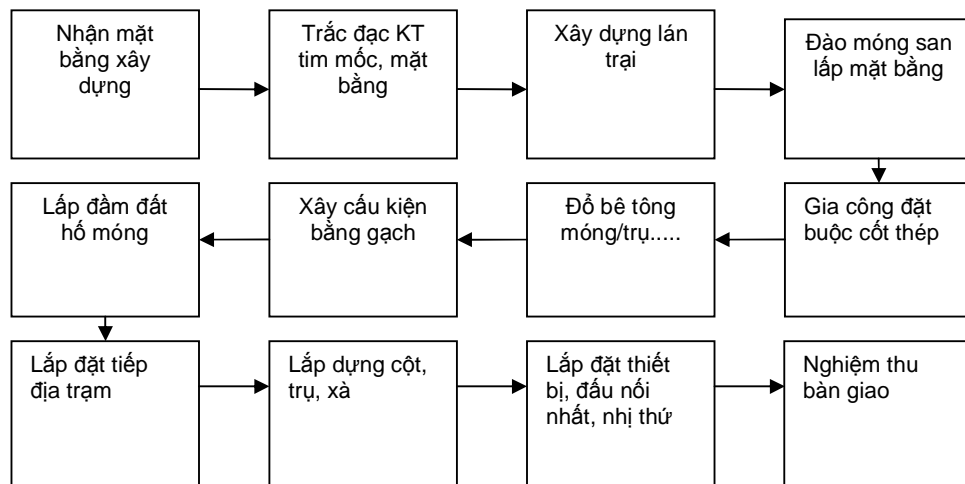 Nhận mặt
bằng xây
dựng
Trắc đạc KT
tim mốc, mặt
bằng
Xây dựng lán
trại
Đào móng san
lấp mặt bằng
Lấp đầm đất
hố móng
Xây cấu kiện
bằng gạch
Đổ bê tông
móng/trụ.....
Gia công đặt
buộc cốt thép
Lắp đặt tiếp
địa trạm
Lắp dựng cột,
trụ, xà
Lắp đặt thiết
bị, đấu nối
nhất, nhị thứ
Nghiệm thu
bàn giao